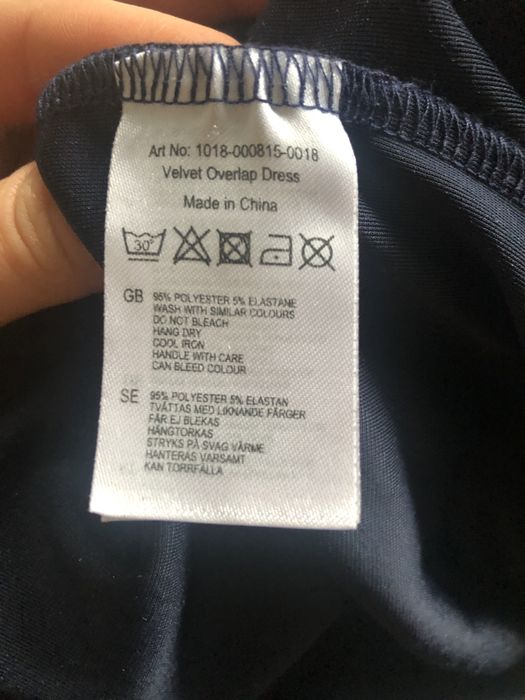 Art No: 1018-000815-0018
Velvet Overlap Dress
Made in China
30°
GB 95% POLYESTER 5% ELASTANE
WASH WITH SIMILAR COLOURS
DO NOT BLEACH
HANG DRY
COOL IRON
HANDLE WITH CARE
CAN BLEED COLOUR
SE 95% POLYESTER 5% ELASTAN
TVÄTTAS MED LIKNANDE FÄRGER
FÅR EJ BLEKAS
HÄNGTORKAS
STRYKS PÅ SVAG VÄRME
HANTERAS VARSAMT
KAN TORRFÄLLA